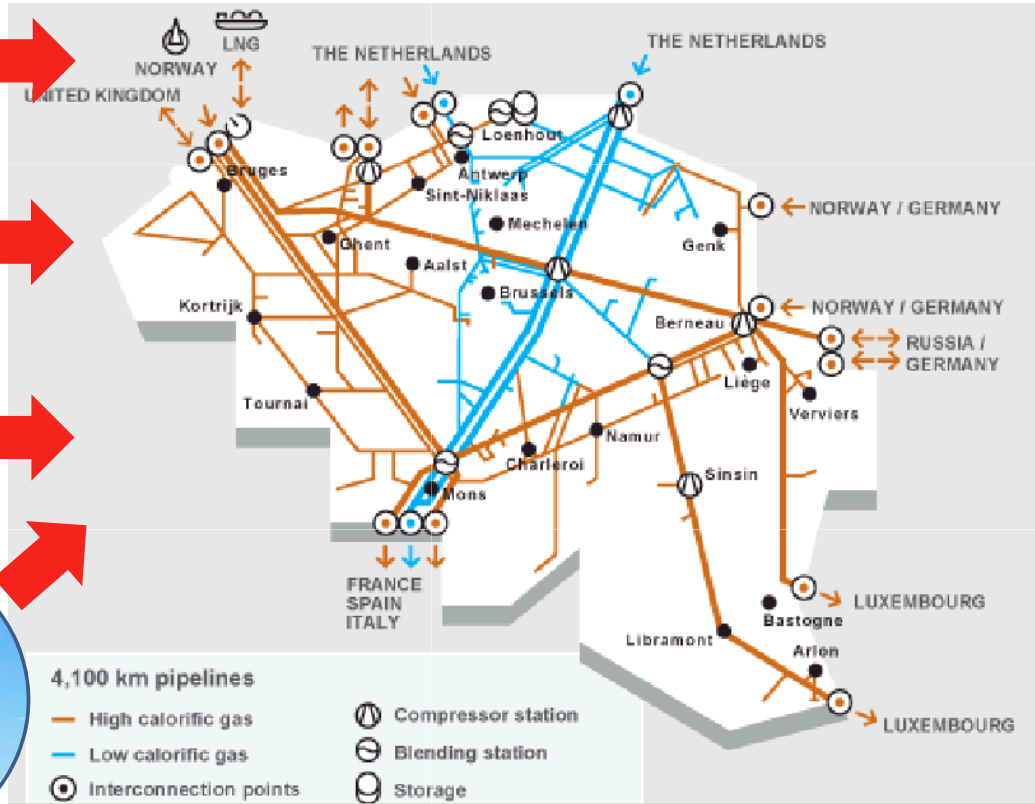 LNG
NORWAY
THE NETHERLANDS
THE NETHERLANDS
UNITED KINGDOM
Loenhout
Bruges
Antwerp
Sint-Niklaas
NORWAY / GERMANY
Mechelen
Genk
Ghent
Aalst
Brussels
Kortrijk
NORWAY / GERMANY
Berneau
RUSSIA /
GERMANY
Liège
Verviers
Tournai
Namur
Charleroi
Sinsin
Mons
FRANCE
SPAIN
ITALY
LUXEMBOURG
Bastogne
Libramont
Arlon
LUXEMBOURG
4,100 km pipelines
High calorific gas
Low calorific gas
Interconnection points
Compressor station
Blending station
Storage